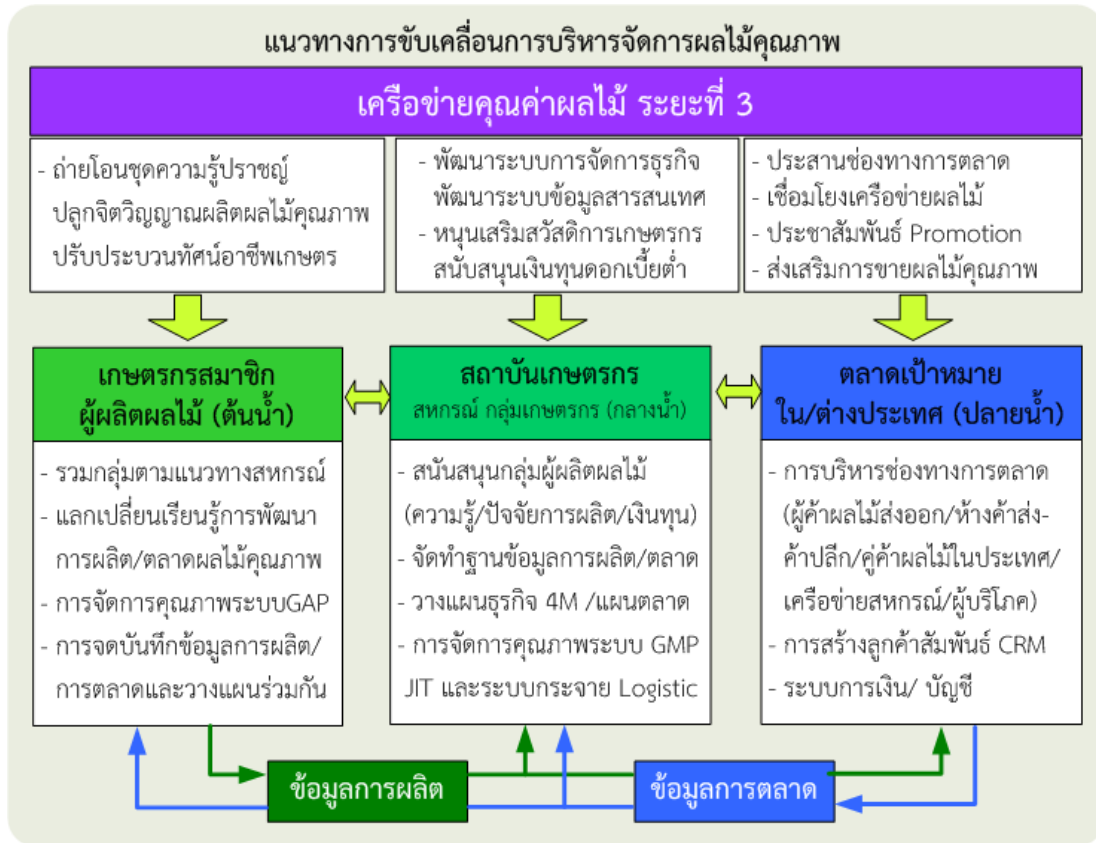 แนวทางการขับเคลื่อนการบริหารจัดการผลไม้คุณภาพ
เครือข่ายคุณค่าผลไม้ ระยะที่ 3
- ถ่ายโอนชุดความรู้ปราชญ์
ปลูกจิตวิญญาณผลิตผลไม้คุณภาพ
ปรับประบวนทัศน์อาชีพเกษตร
- พัฒนาระบบการจัดการธุรกิจ
พัฒนาระบบข้อมูลสารสนเทศ
- หนุนเสริมสวัสดิการเกษตรกร
สนับสนุนเงินทุนดอกเบี้ยต่ำ
- ประสานช่องทางการตลาด
- เชื่อมโยงเครือข่ายผลไม้
- ประชาสัมพันธ์ Promotion
- ส่งเสริมการขายผลไม้คุณภาพ
เกษตรกรสมาชิก
ผู้ผลิตผลไม้ (ต้นน้ำ)
- รวมกลุ่มตามแนวทางสหกรณ์
- แลกเปลี่ยนเรียนรู้การพัฒนา
การผลิต/ตลาดผลไม้คุณภาพ
- การจัดการคุณภาพระบบGAP
- การจดบันทึกข้อมูลการผลิต/
การตลาดและวางแผนร่วมกัน
สถาบันเกษตรกร
สหกรณ์ กลุ่มเกษตรกร (กลางน้ำ)
- สนันสนุนกลุ่มผู้ผลิตผลไม้
(ความรู้/ปัจจัยการผลิต/เงินทุน)
- จัดทำฐานข้อมูลการผลิต/ตลาด
- วางแผนธุรกิจ 4M /แผนตลาด
- การจัดการคุณภาพระบบ GMP
JIT และระบบกระจาย Logistic
ตลาดเป้าหมาย
ใน/ต่างประเทศ (ปลายน้ำ)
- การบริหารช่องทางการตลาด
(ผู้ค้าผลไม้ส่งออก/ห้างค้าส่ง-
ค้าปลีก/คู่ค้าผลไม้ในประเทศ/
เครือข่ายสหกรณ์/ผู้บริโภค)
- การสร้างลูกค้าสัมพันธ์ CRM
- ระบบการเงิน/ บัญชี
ข้อมูลการผลิต
ข้อมูลการตลาด